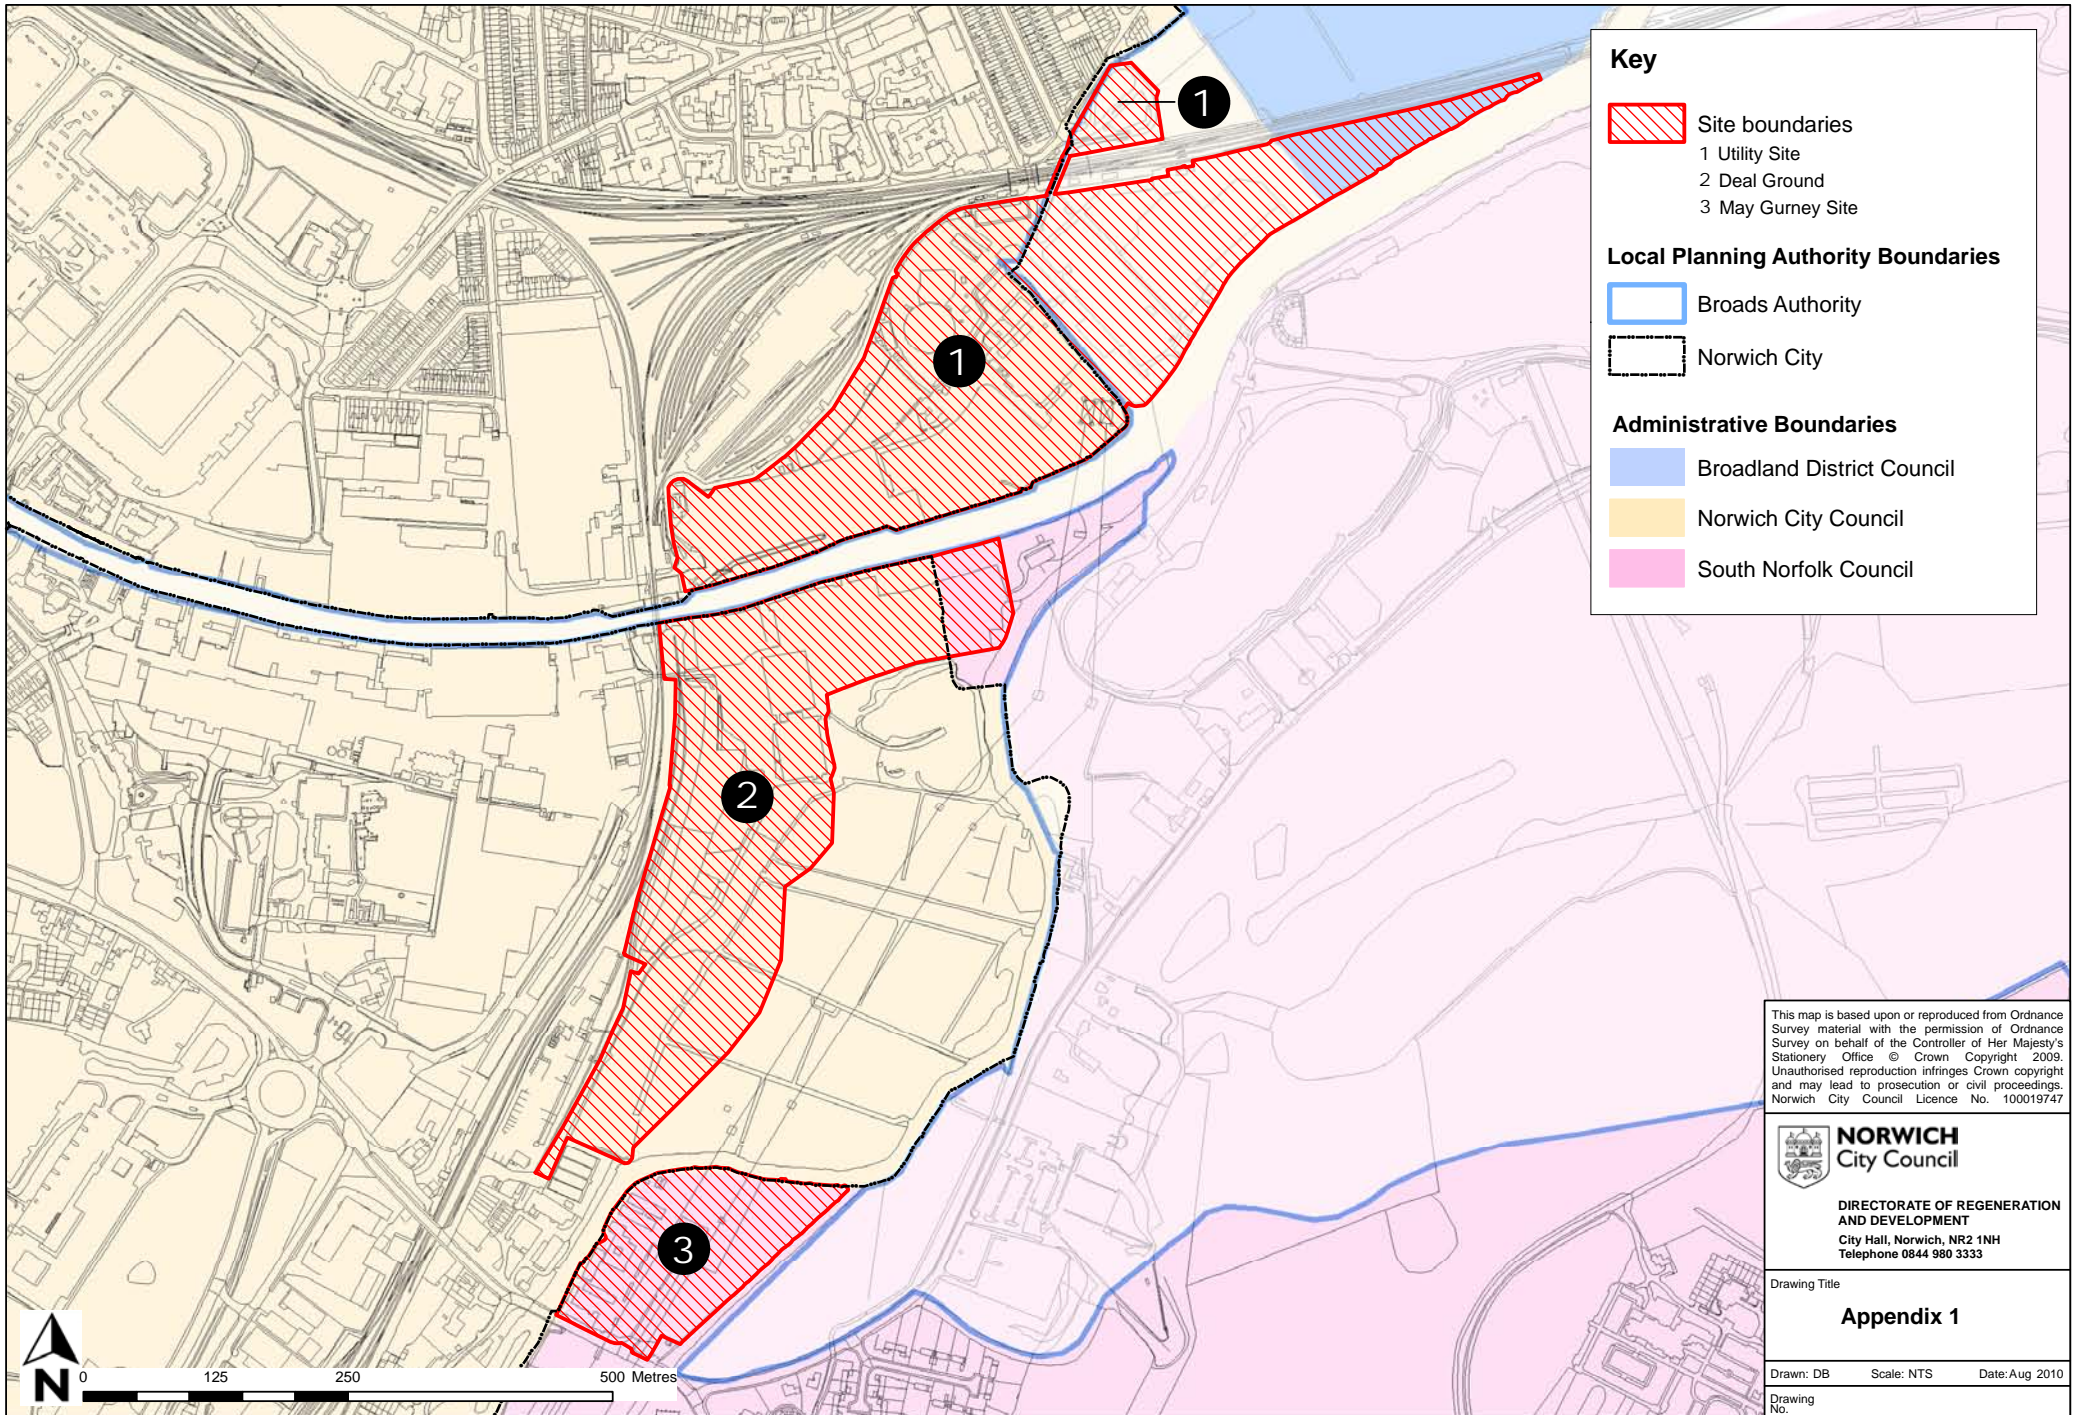 Key
Site boundaries
1 Utility Site
2 Deal Ground
3 May Gurney Site
Local Planning Authority Boundaries
Broads Authority
Norwich City
Administrative Boundaries
Broadland District Council
Norwich City Council
South Norfolk Council
1
1
2
3
This map is based upon or reproduced from Ordnance
Survey material with the permission of Ordnance
Survey on behalf of the Controller of Her Majesty's
Stationery Office © Crown Copyright 2009.
Unauthorised reproduction infringes Crown copyright
and may lead to prosecution or civil proceedings.
Norwich City Council Licence No. 100019747
NORWICH
City Council
DIRECTORATE OF REGENERATION
AND DEVELOPMENT
City Hall, Norwich, NR2 1NH
Telephone 0844 980 3333
Drawing Title
Appendix 1
Drawn: DB Scale: NTS Date:Aug 2010
Drawing
No.
N
0 125 250 500 Metres